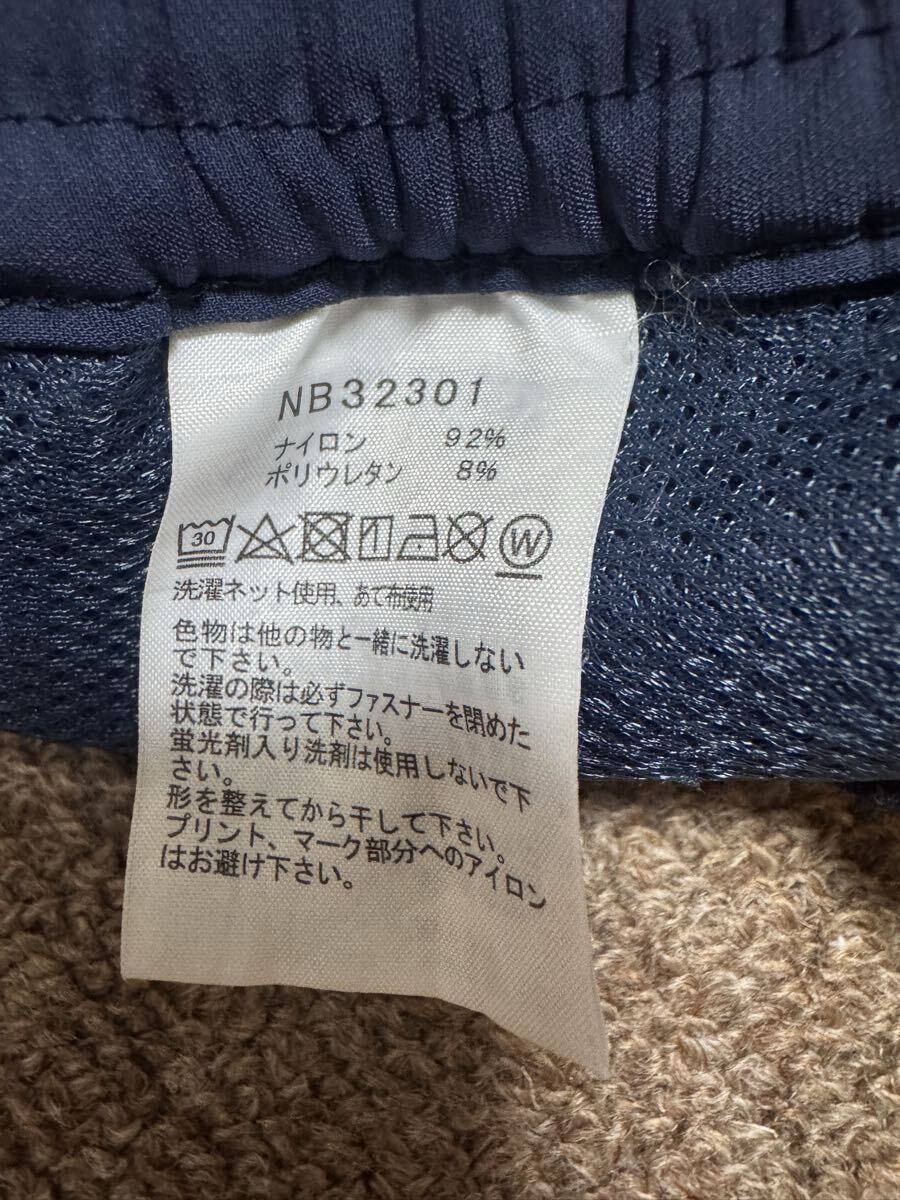 NB32301
ナイロン 92%
ポリウレタン 8%
30 W
洗濯ネット使用、あて布使用
色物は他の物と一緒に洗濯しない
で下さい。
洗濯の際は必ずファスナーを閉めた
状態で行って下さい。
蛍光剤入り洗剤は使用しないで下
さい。
形を整えてから干して下さい。
プリント、マーク部分へのアイロン
はお避け下さい。